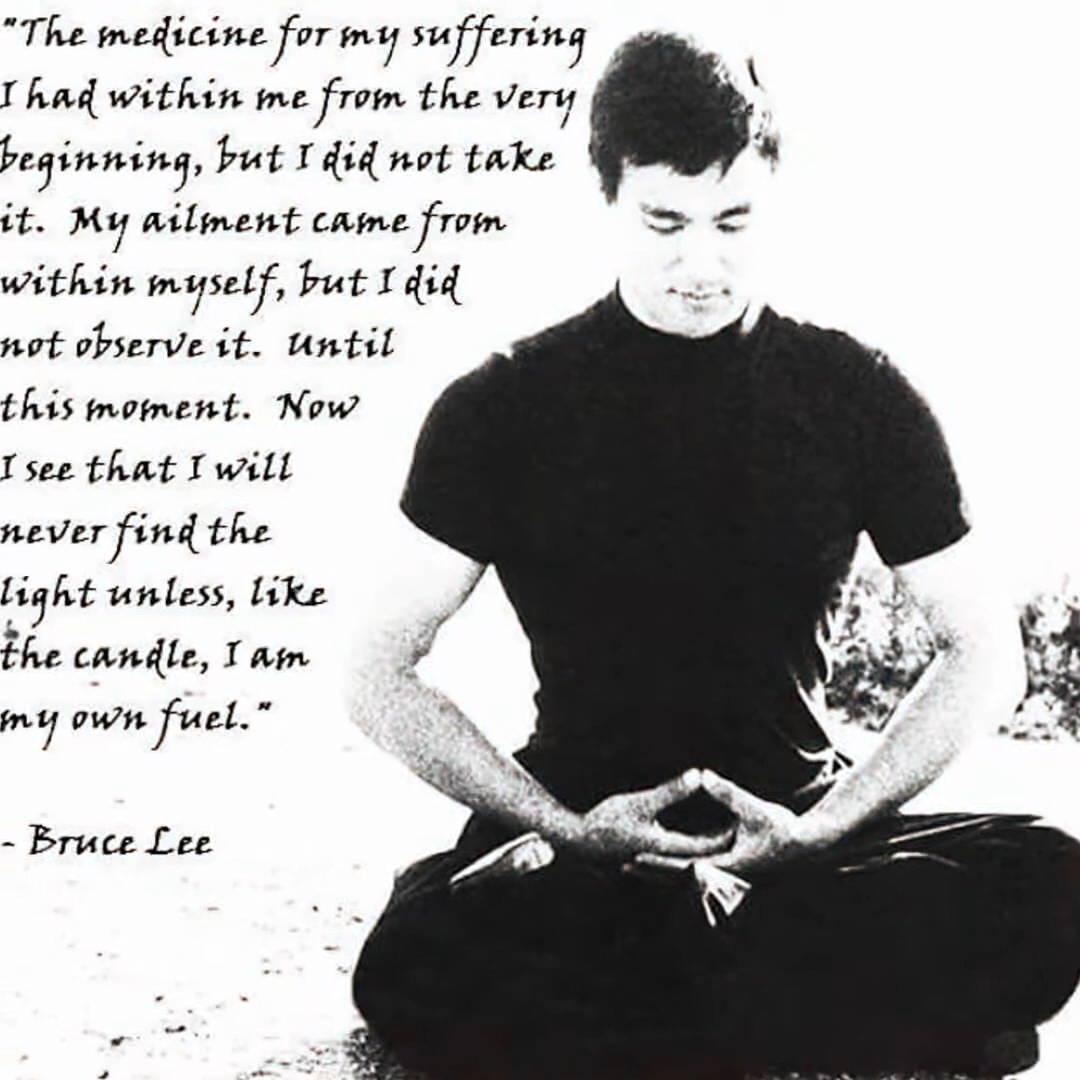 "The medicine for my suffering
I had within me from the very
beginning, but I did not take
it. My ailment came from
within myself, but I did
not observe it. Until
this moment. Now
I see that I will
never find the
light unless, like
the candle, I am
my own fuel."
- Bruce Lee